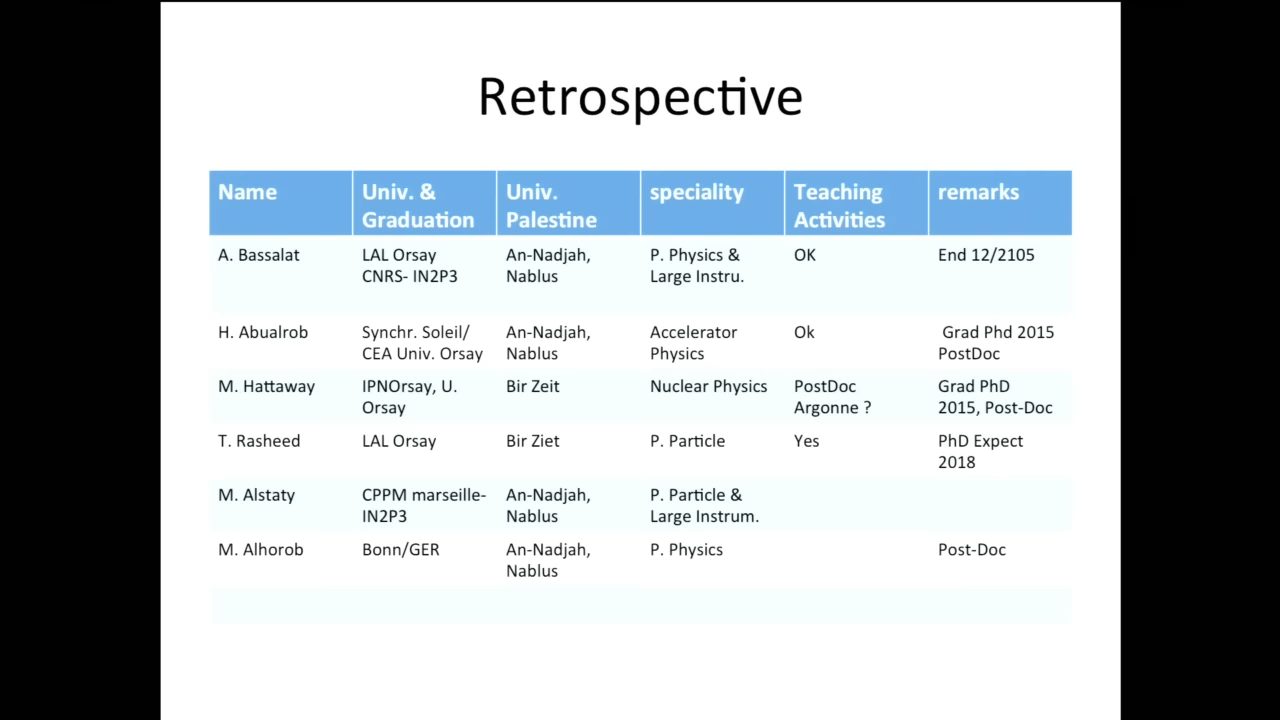 Retrospective
Name
Univ. &
Graduation
Univ.
Palestine
speciality
Teaching
Activities
remarks
A. Bassalat
LAL Orsay
CNRS- IN2P3
An-Nadjah,
Nablus
P. Physics &
Large Instru.
OK
End 12/2105
H. Abualrob
Synchr. Soleil/
CEA Univ. Orsay
An-Nadjah,
Nablus
Accelerator
Physics
Ok
Grad Phd 2015
PostDoc
M. Hattaway
IPNOrsay, U.
Orsay
Bir Zeit
Nuclear Physics
PostDoc
Argonne ?
Grad PhD
2015, Post-Doc
T. Rasheed
LAL Orsay
Bir Ziet
P. Particle
Yes
PhD Expect
2018
M. Alstaty
CPPM marseille-
IN2P3
An-Nadjah,
Nablus
P. Particle &
Large Instrum.
M. Alhorob
Bonn/GER
An-Nadjah,
Nablus
P. Physics
Post-Doc